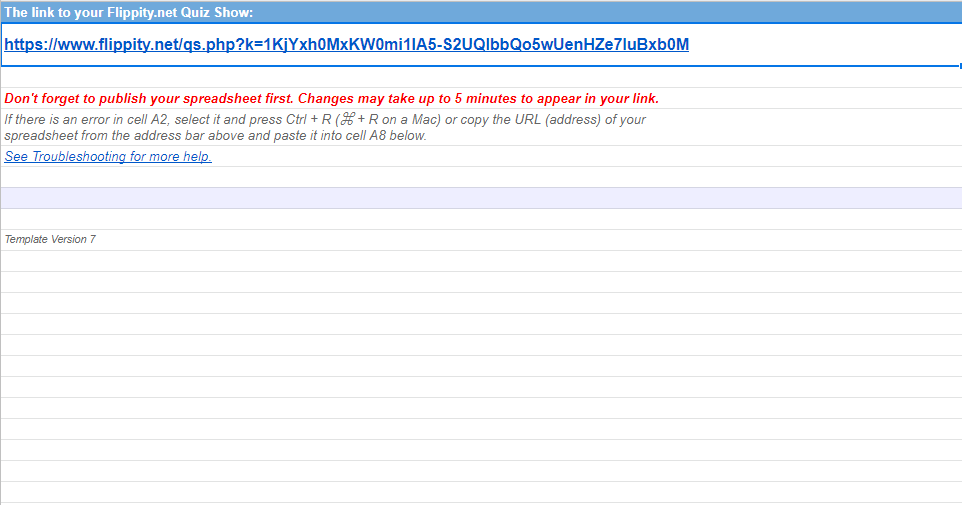 The link to your Flippity.net Quiz Show:
https://www.flippity.net/qs.php?k=1KjYxh0MxKW0mi1lA5-S2UQlbbQo5wUenHZe7luBxb0M
Don't forget to publish your spreadsheet first. Changes may take up to 5 minutes to appear in your link.
If there is an error in cell A2, select it and press Ctrl + R (⌘ + R on a Mac) or copy the URL (address) of your
spreadsheet from the address bar above and paste it into cell A8 below.
See Troubleshooting for more help.
Template Version 7